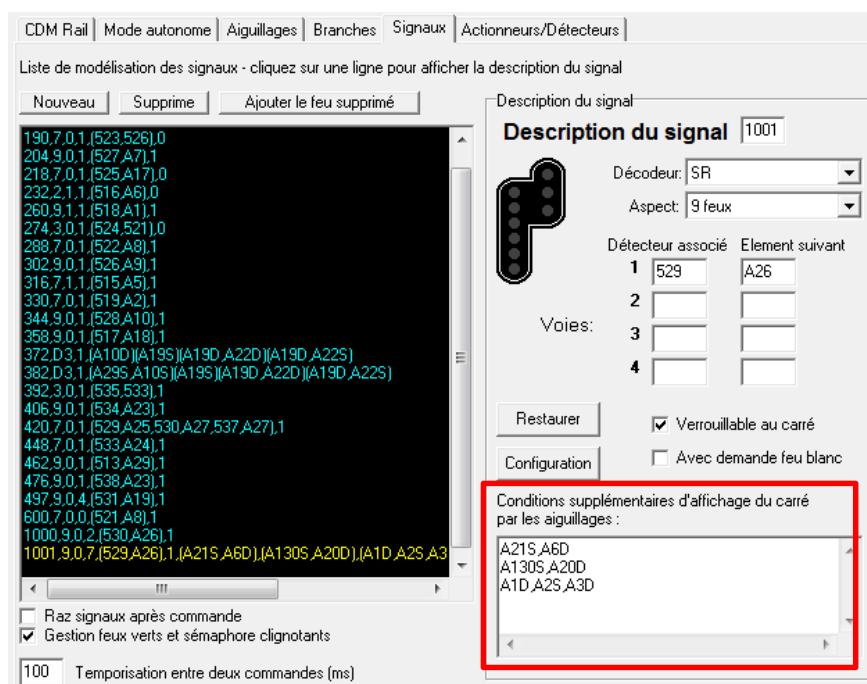 CDM Rail Mode autonome Aiguillages Branches Signaux Actionneurs/Détecteurs
Liste de modélisation des signaux - cliquez sur une ligne pour afficher la description du signal
Nouveau Supprime Ajouter le feu supprimé
190,7,0,1,(523,526),0
204,9,0,1,(527,A7),1
218,7,0,1,(525,A17),0
232,2,1,1,(516,A6),0
260,9,1,1,(518,A1),1
274,3,0,1,(524,521),0
288,7,0,1,(522,A8),1
302,9,0,1,(526,A9),1
316,7,1,1,(515,A5),1
330,7,0,1,(519,A2),1
344,9,0,1,(528,A10),1
358,9,0,1,(517,A18),1
372,D3,1,(A10D)(A19S)(A19D,A22D)(A19D,A22S)
382,D3,1,(A29S,A10S)(A19S)(A19D,A22D)(A19D,A22S)
392,3,0,1,(535,533),1
406,9,0,1,(534,A23),1
420,7,0,1,(529,A25,530,A27,537,A27),1
448,7,0,1,(533,A24),1
462,9,0,1,(513,A29),1
476,9,0,1,(538,A23),1
497,9,0,4,(531,A19),1
600,7,0,0,(521,A8),1
1000,9,0,2,(530,A26),1
1001,9,0,7,(529,A26),1,(A21S,A6D),(A130S,A20D),(A1D,A2S,A3
Raz signaux après commande
Gestion feux verts et sémaphore clignotants
100 Temporisation entre deux commandes (ms)
Description du signal
Description du signal 1001
Décodeur: SR
Aspect: 9 feux
Détecteur associé Element suivant
1 529 A26
2
Voies:
3
4
Restaurer Verrouillable au carré
Configuration Avec demande feu blanc
Conditions supplémentaires d'affichage du carré
par les aiguillages :
A21S,A6D
A130S,A20D
A1D,A2S,A3D